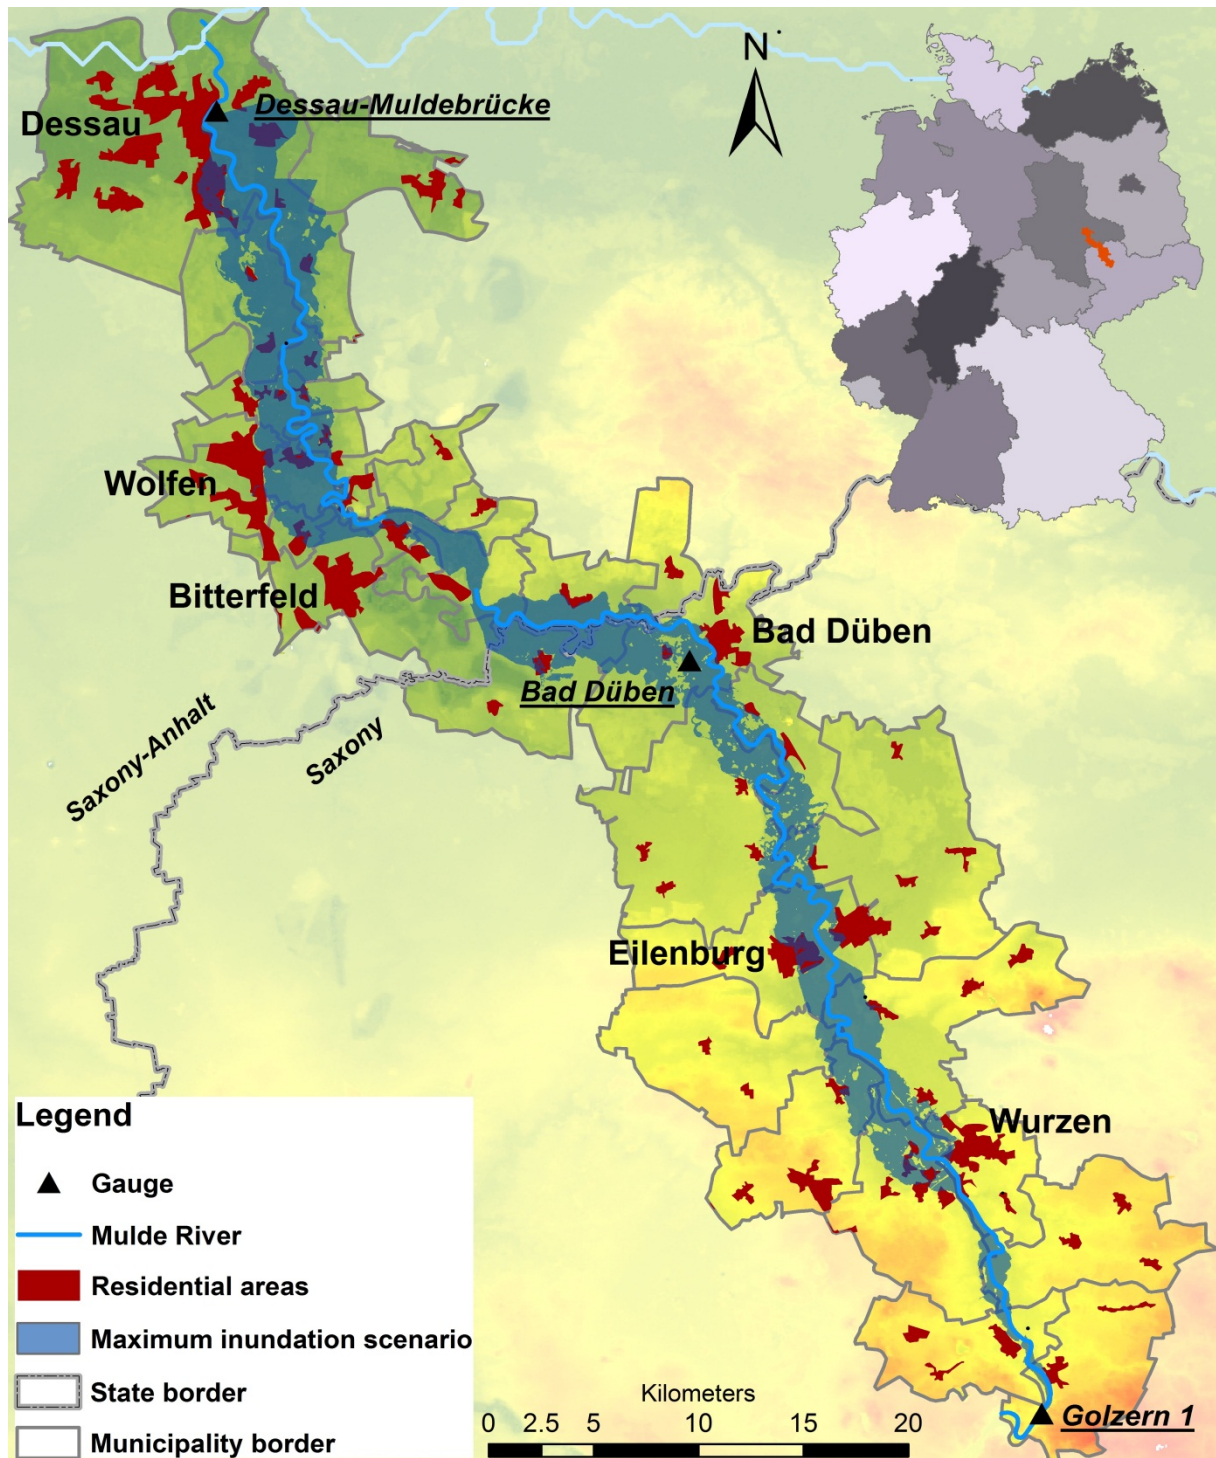 N
Dessau-Muldebrücke
Dessau
Wolfen
Bitterfeld
Bad Düben
Bad Düben
Saxony-Anhalt
Saxony
Eilenburg
Wurzen
Golzern 1
Legend
Gauge
Mulde River
Residential areas
Maximum inundation scenario
State border
Municipality border
Kilometers
0 2.5 5 10 15 20